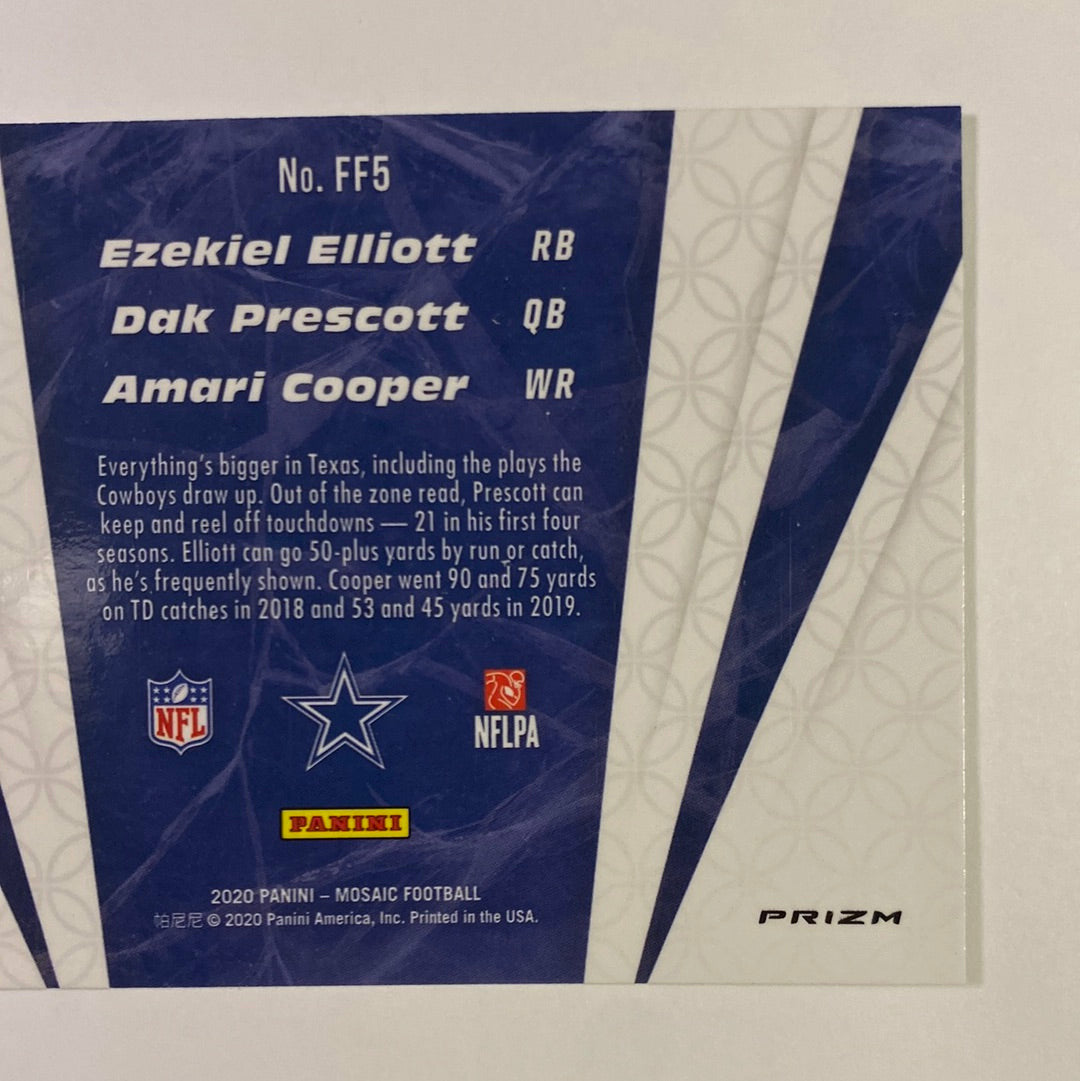 No. FF5
Ezekiel Elliott RB
Dak Prescott QB
Amari Cooper WR
Everything's bigger in Texas, including the plays the
Cowboys draw up. Out of the zone read, Prescott can
keep and reel off touchdowns — 21 in his first four
seasons. Elliott can go 50-plus yards by run or catch,
as he's frequently shown. Cooper went 90 and 75 yards
on TD catches in 2018 and 53 and 45 yards in 2019.
NFL
NFLPA
PANINI
2020 PANINI – MOSAIC FOOTBALL
帕尼尼 © 2020 Panini America, Inc. Printed in the USA.
PRIZM